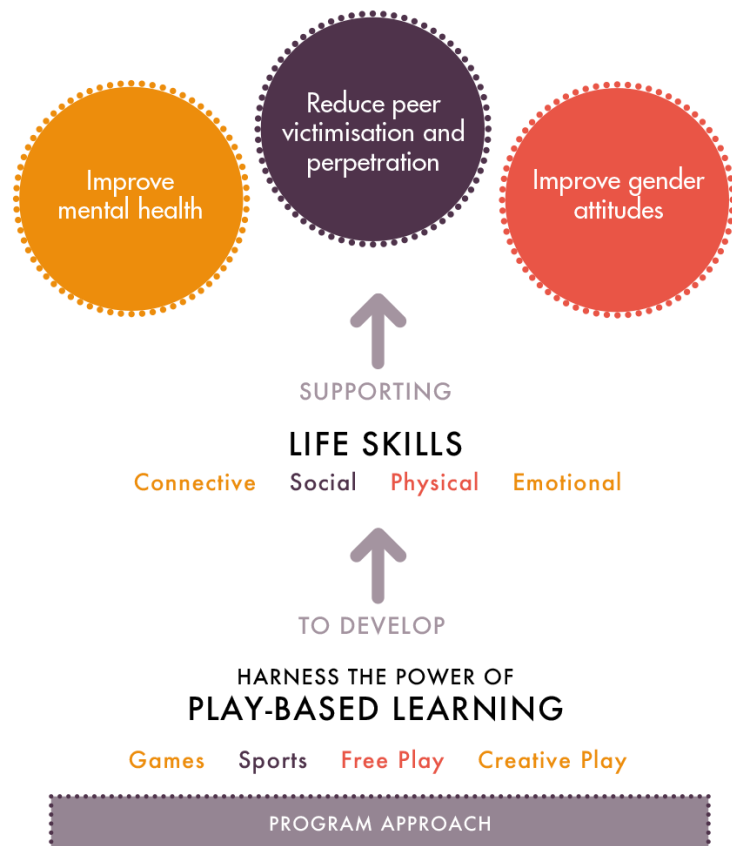 Reduce peer
victimisation and
perpetration
Improve
mental health
Improve gender
attitudes
SUPPORTING
LIFE SKILLS
Connective Social Physical Emotional
TO DEVELOP
HARNESS THE POWER OF
PLAY-BASED LEARNING
Games Sports Free Play Creative Play
PROGRAM APPROACH